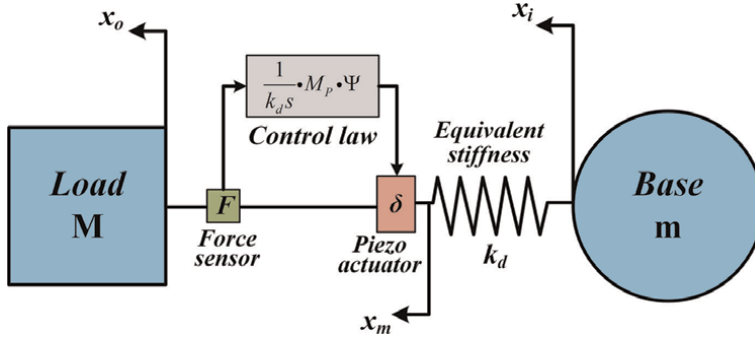 x_o
x_i
1
k_d s
• M_P • Ψ
Control law
Equivalent
stiffness
Load
M
F
δ
Base
m
Force
sensor
Piezo
actuator
k_d
x_m